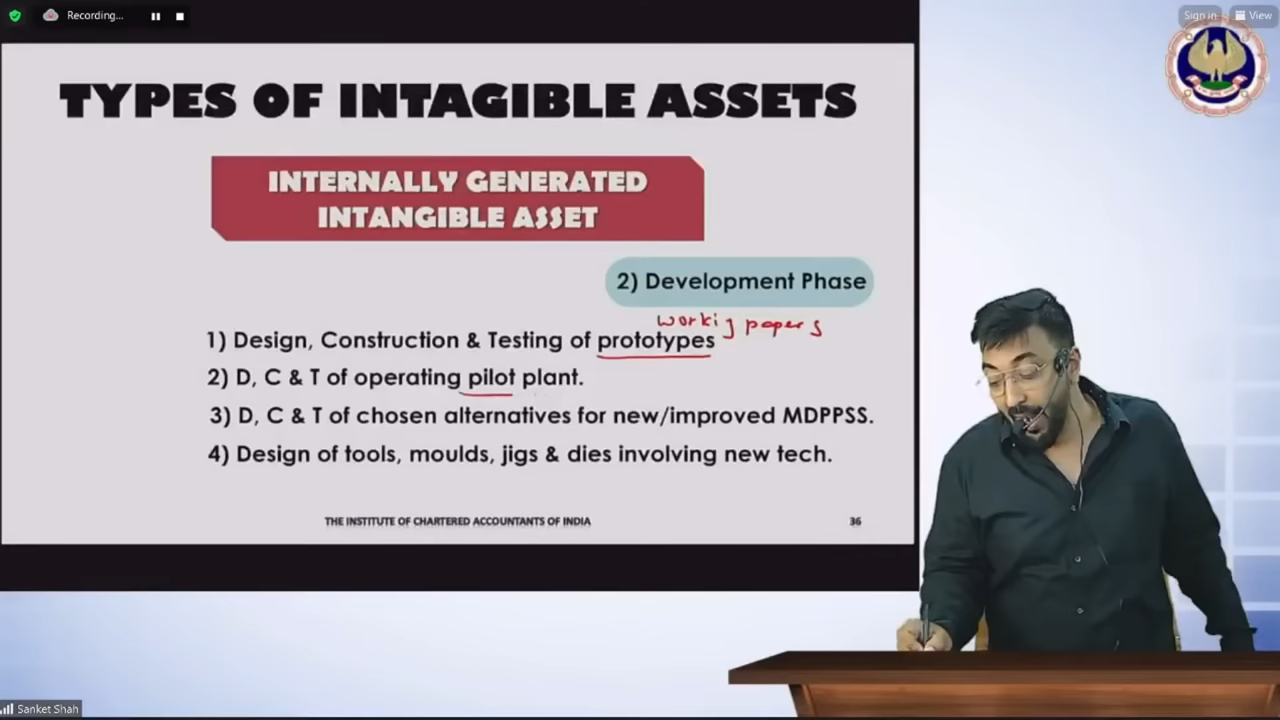 Recording...
Sign in
View
TYPES OF INTAGIBLE ASSETS
INTERNALLY GENERATED
INTANGIBLE ASSET
2) Development Phase
workig papers
1) Design, Construction & Testing of prototypes
2) D, C & T of operating pilot plant.
3) D, C & T of chosen alternatives for new/improved MDPPSS.
4) Design of tools, moulds, jigs & dies involving new tech.
THE INSTITUTE OF CHARTERED ACCOUNTANTS OF INDIA
36
Sanket Shah